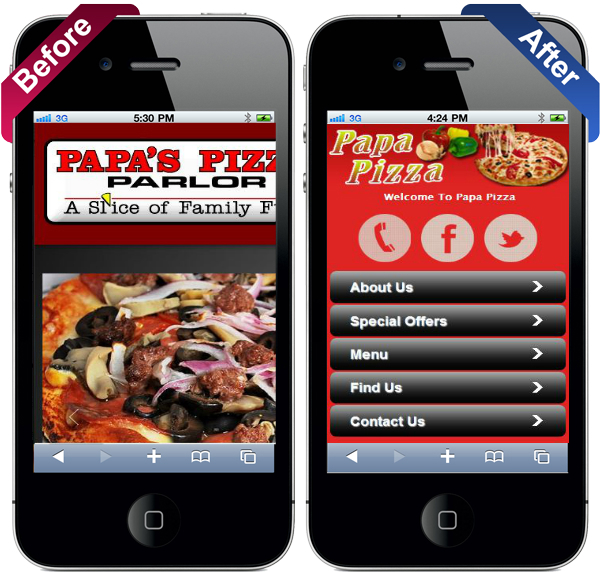 Before
3G 5:30 PM
PAPA'S PIZZ
PARLOR
A Slice of Family F
After
3G 4:24 PM
Papa
Pizza
Welcome To Papa Pizza
About Us
Special Offers
Menu
Find Us
Contact Us